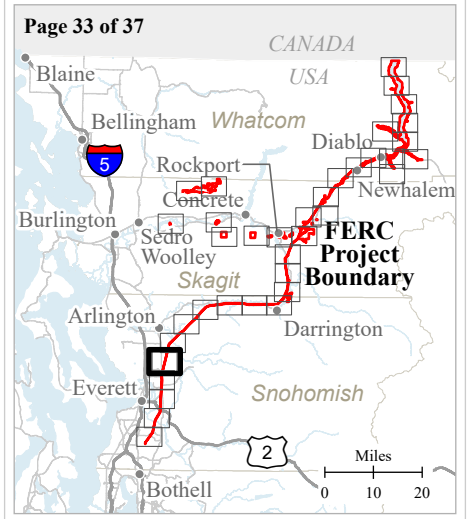 Page 33 of 37
CANADA
USA
Blaine
Bellingham
Whatcom
Diablo
5
Rockport
Newhalem
Concrete
Burlington
Sedro
Woolley
FERC
Project
Boundary
Skagit
Arlington
Darrington
Everett
Snohomish
2
Miles
0 10 20
Bothell